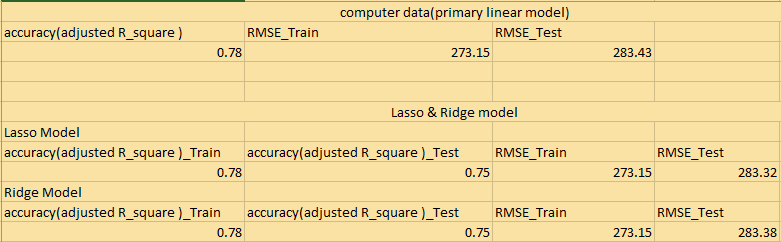 computer data(primary linear model)
accuracy(adjusted R_square ) RMSE_Train RMSE_Test
0.78 273.15 283.43
Lasso & Ridge model
Lasso Model
accuracy(adjusted R_square )_Train accuracy(adjusted R_square )_Test RMSE_Train RMSE_Test
0.78 0.75 273.15 283.32
Ridge Model
accuracy(adjusted R_square )_Train accuracy(adjusted R_square )_Test RMSE_Train RMSE_Test
0.78 0.75 273.15 283.38